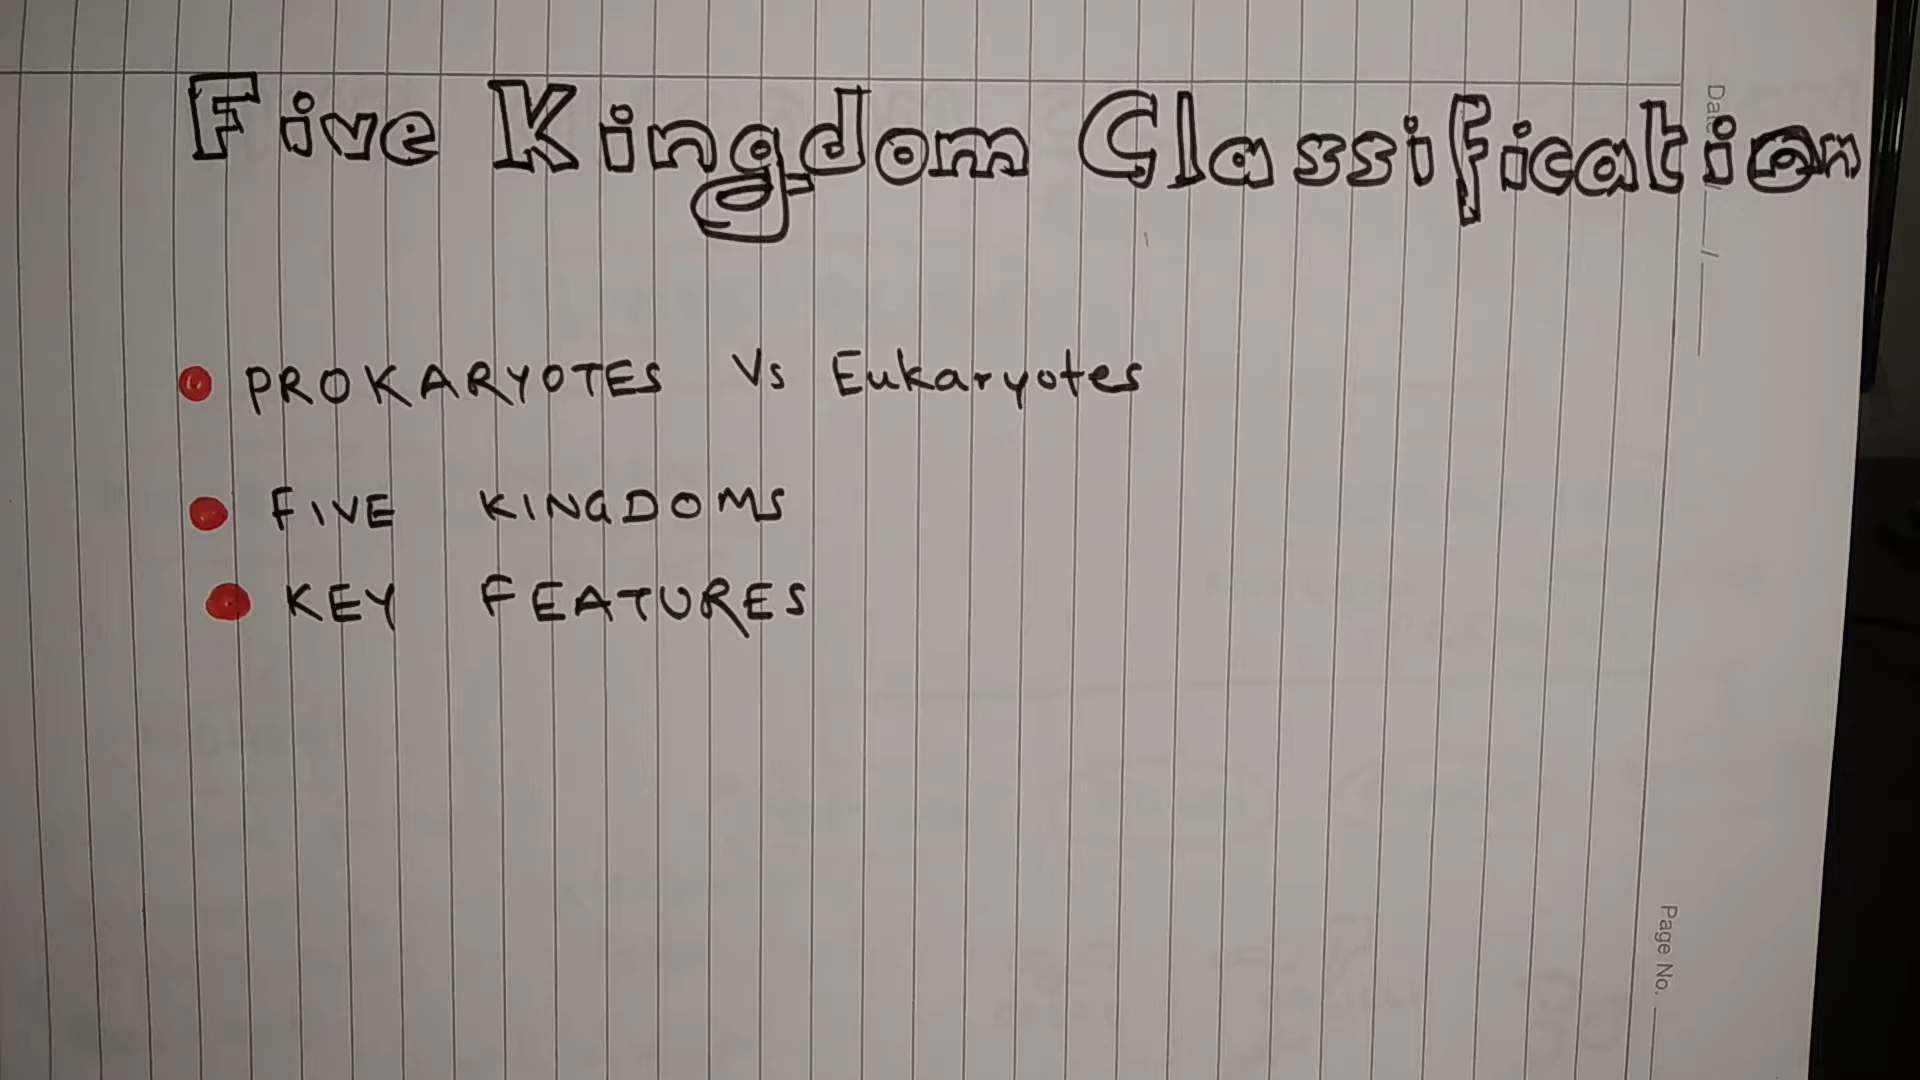 Five Kingdom Classification
PROKARYOTES Vs Eukaryotes
FIVE KINGDOMS
KEY FEATURES
Page No.